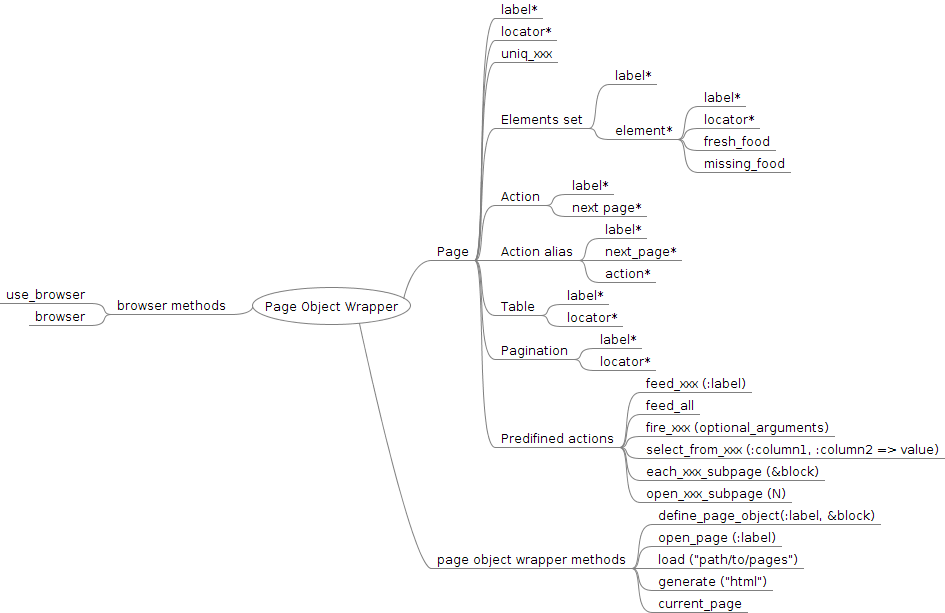 label*
locator*
uniq_xxx
label*
Elements set
element*
label*
locator*
fresh_food
missing_food
Action
label*
next page*
Page
Action alias
label*
next_page*
action*
Table
label*
locator*
Pagination
label*
locator*
Predifined actions
feed_xxx (:label)
feed_all
fire_xxx (optional_arguments)
select_from_xxx (:column1, :column2 => value)
each_xxx_subpage (&block)
open_xxx_subpage (N)
use_browser
browser
browser methods
Page Object Wrapper
page object wrapper methods
define_page_object(:label, &block)
open_page (:label)
load ("path/to/pages")
generate ("html")
current_page